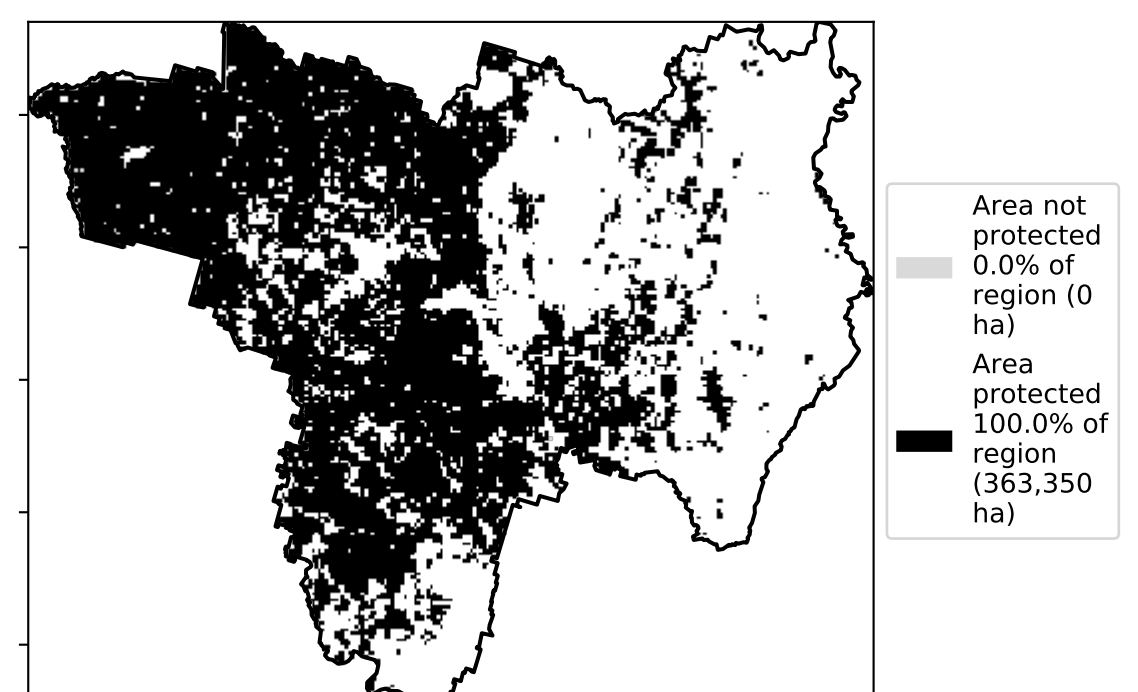 Area not
protected
0.0% of
region (0
ha)
Area
protected
100.0% of
region
(363,350
ha)